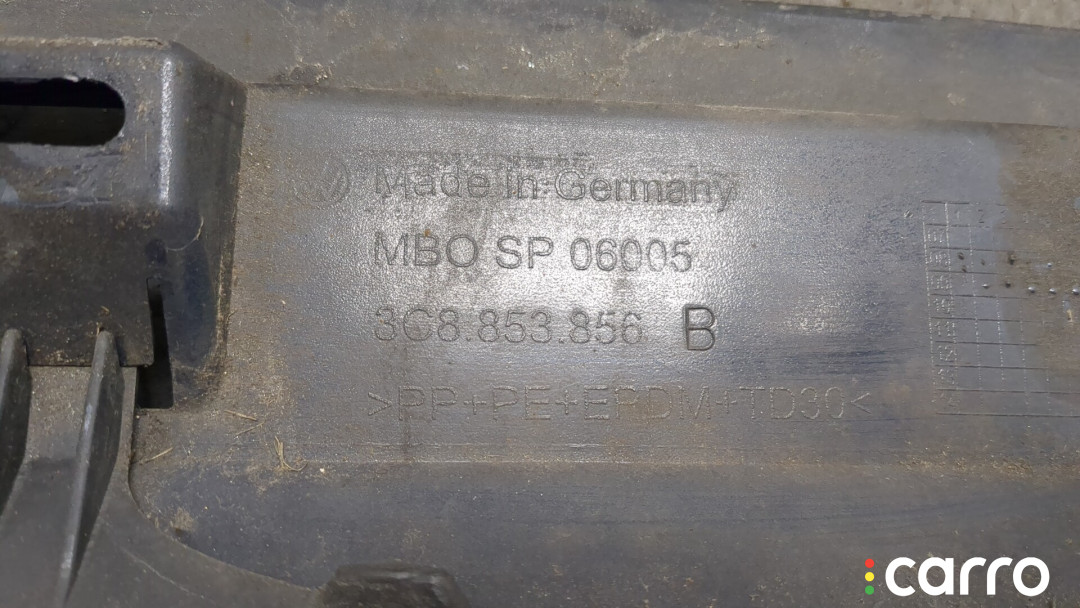 Made In Germany
MBO SP 06005
3C8.853.856 B
>PP+PE+EPDM+TD30<
carro